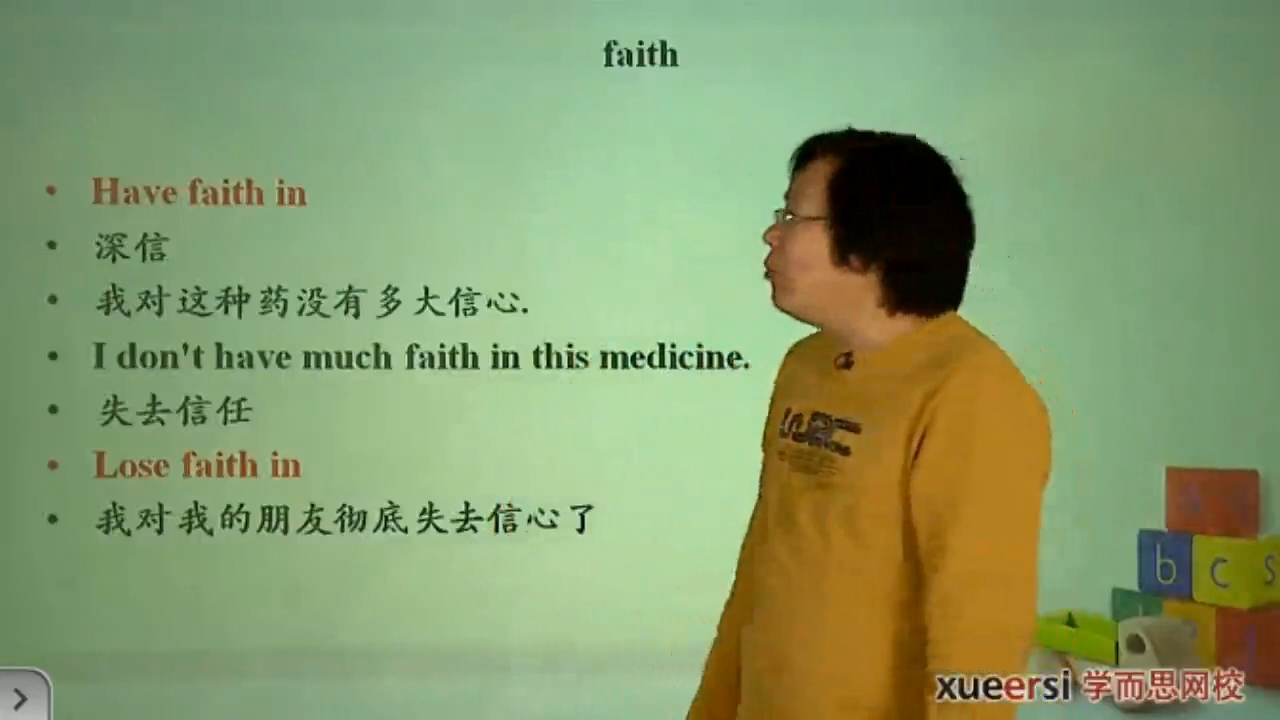 faith
• Have faith in
• 深信
• 我对这种药没有多大信心.
• I don't have much faith in this medicine.
• 失去信任
• Lose faith in
• 我对我的朋友彻底失去信心了
b c s
xueersi 学而思网校